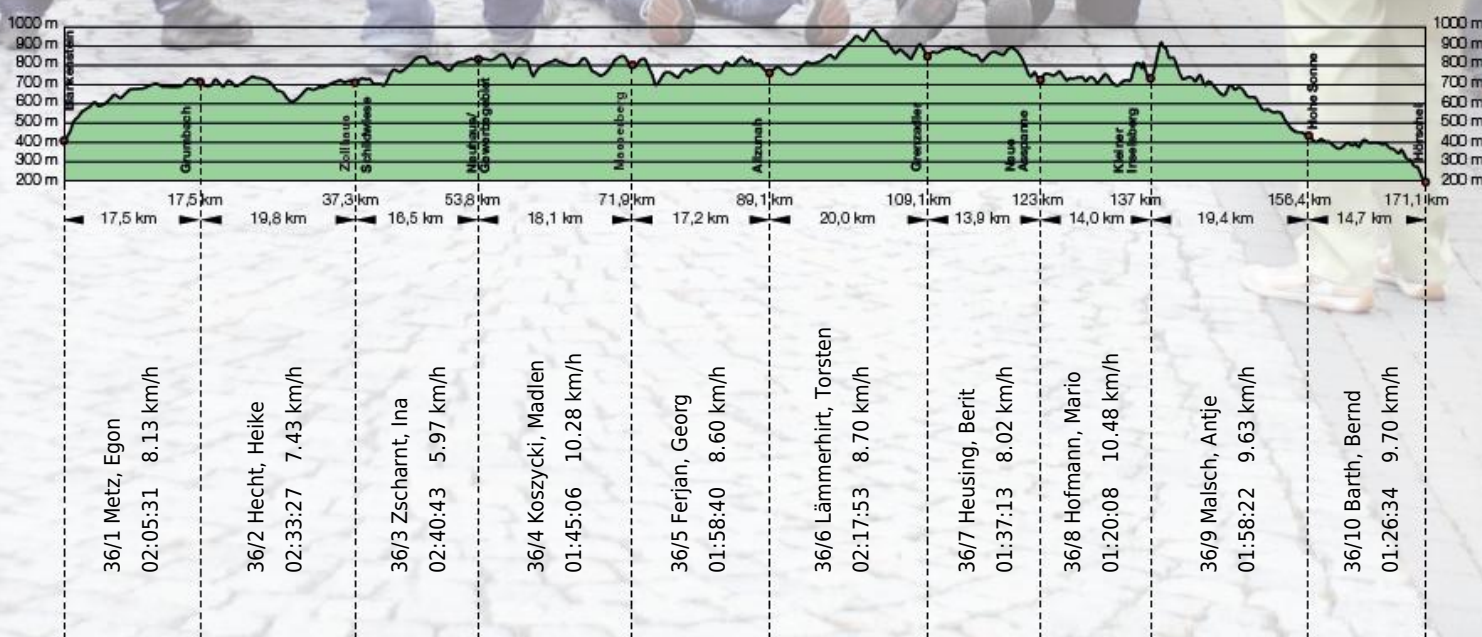 1000 m
900 m
800 m
700 m
600 m
500 m
400 m
300 m
200 m
1000 m
900 m
800 m
700 m
600 m
500 m
400 m
300 m
200 m
Blankenstein
Grumbach
Zollhaus
Schildwiese
Neuhaus/
Masserberg
Allzunah
Grenzadler
Neue
Ausspanne
Kleiner
Inselsberg
Hohe Sonne
Hörschel
17,5 km
37,3 km
53,8 km
71,9 km
89,1 km
109,1 km
123 km
137 km
156,4 km
171,1 km
17,5 km
19,8 km
16,5 km
18,1 km
17,2 km
20,0 km
13,9 km
14,0 km
19,4 km
14,7 km
36/1 Metz, Egon
02:05:31 8.13 km/h
36/2 Hecht, Heike
02:33:27 7.43 km/h
36/3 Zscharnt, Ina
02:40:43 5.97 km/h
36/4 Koszycki, Madlen
01:45:06 10.28 km/h
36/5 Ferjan, Georg
01:58:40 8.60 km/h
36/6 Lämmerhirt, Torsten
02:17:53 8.70 km/h
36/7 Heusing, Berit
01:37:13 8.02 km/h
36/8 Hofmann, Mario
01:20:08 10.48 km/h
36/9 Malsch, Antje
01:58:22 9.63 km/h
36/10 Barth, Bernd
01:26:34 9.70 km/h